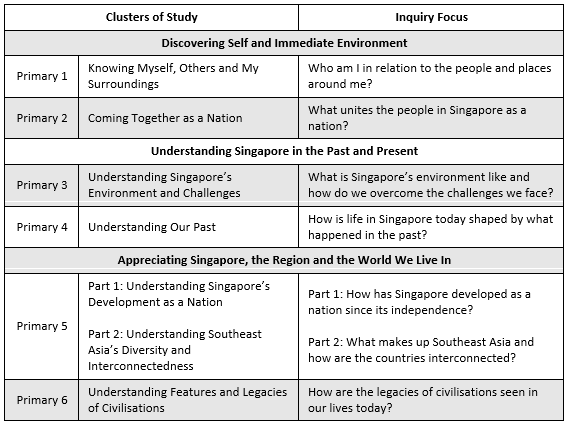 Clusters of Study
Inquiry Focus
Discovering Self and Immediate Environment
Primary 1
Knowing Myself, Others and My
Surroundings
Who am I in relation to the people and places
around me?
Primary 2
Coming Together as a Nation
What unites the people in Singapore as a
nation?
Understanding Singapore in the Past and Present
Primary 3
Understanding Singapore's
Environment and Challenges
What is Singapore's environment like and
how do we overcome the challenges we face?
Primary 4
Understanding Our Past
How is life in Singapore today shaped by what
happened in the past?
Appreciating Singapore, the Region and the World We Live In
Primary 5
Part 1: Understanding Singapore's
Development as a Nation
Part 2: Understanding Southeast
Asia's Diversity and
Interconnectedness
Part 1: How has Singapore developed as a
nation since its independence?
Part 2: What makes up Southeast Asia and
how are the countries interconnected?
Primary 6
Understanding Features and Legacies
of Civilisations
How are the legacies of civilisations seen in
our lives today?